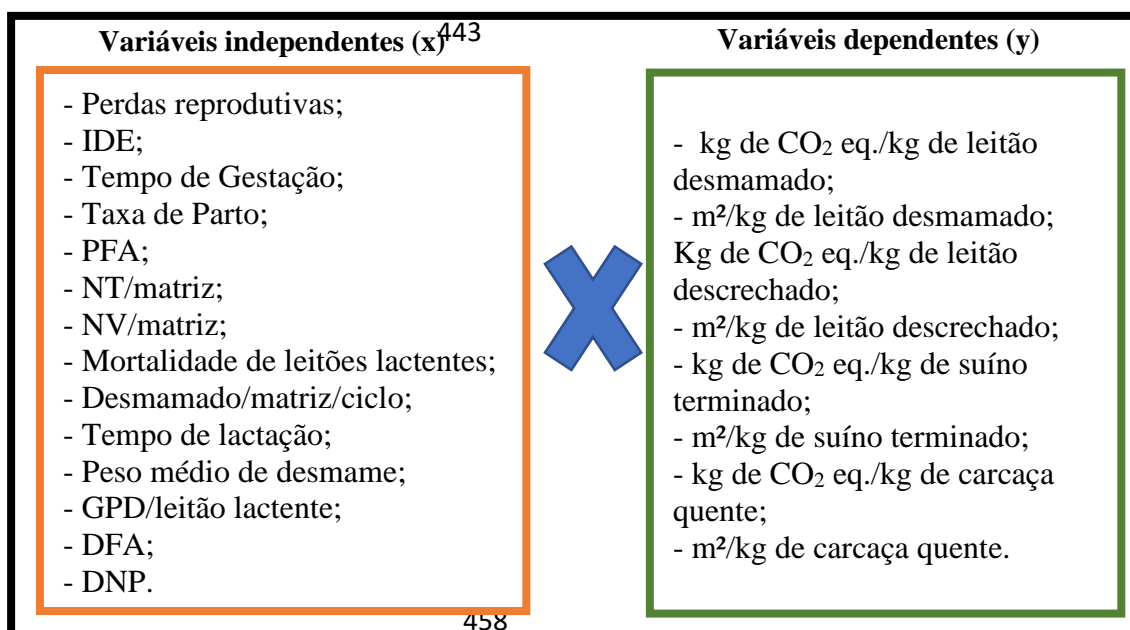 Variáveis independentes (x)
443
Variáveis dependentes (y)
- Perdas reprodutivas;
- IDE;
- Tempo de Gestação;
- Taxa de Parto;
- PFA;
- NT/matriz;
- NV/matriz;
- Mortalidade de leitões lactentes;
- Desmamado/matriz/ciclo;
- Tempo de lactação;
- Peso médio de desmame;
- GPD/leitão lactente;
- DFA;
- DNP.
- kg de CO₂ eq./kg de leitão
desmamado;
- m²/kg de leitão desmamado;
Kg de CO₂ eq./kg de leitão
descrechado;
- m²/kg de leitão descrechado;
- kg de CO₂ eq./kg de suíno
terminado;
- m²/kg de suíno terminado;
- kg de CO₂ eq./kg de carcaça
quente;
- m²/kg de carcaça quente.
458